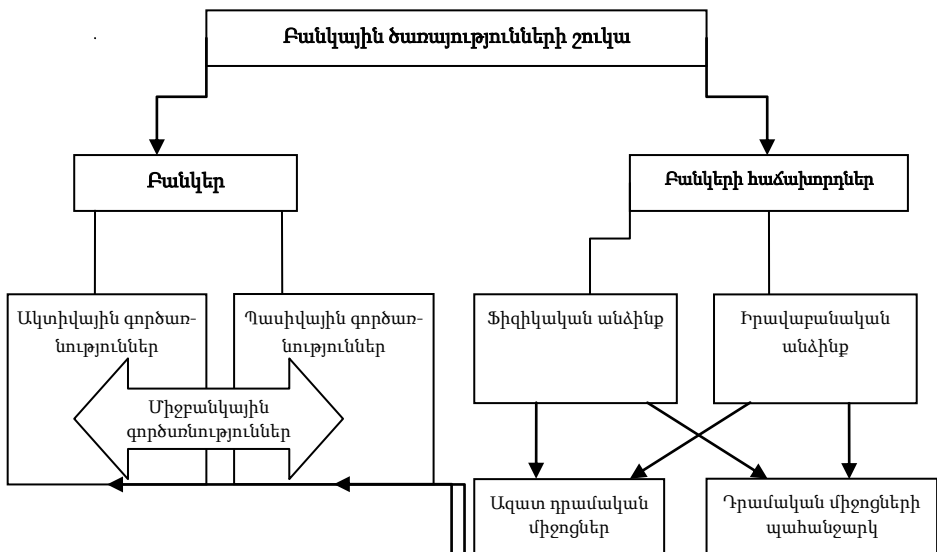 Բանկային ծառայությունների շուկա
Բանկեր
Բանկերի հաճախորդներ
Ակտիվային գործառ-
նություններ
Պասիվային գործառ-
նություններ
Ֆիզիկական անձինք
Իրավաբանական
անձինք
Միջբանկային
գործառնություններ
Ազատ դրամական
միջոցներ
Դրամական միջոցների
պահանջարկ